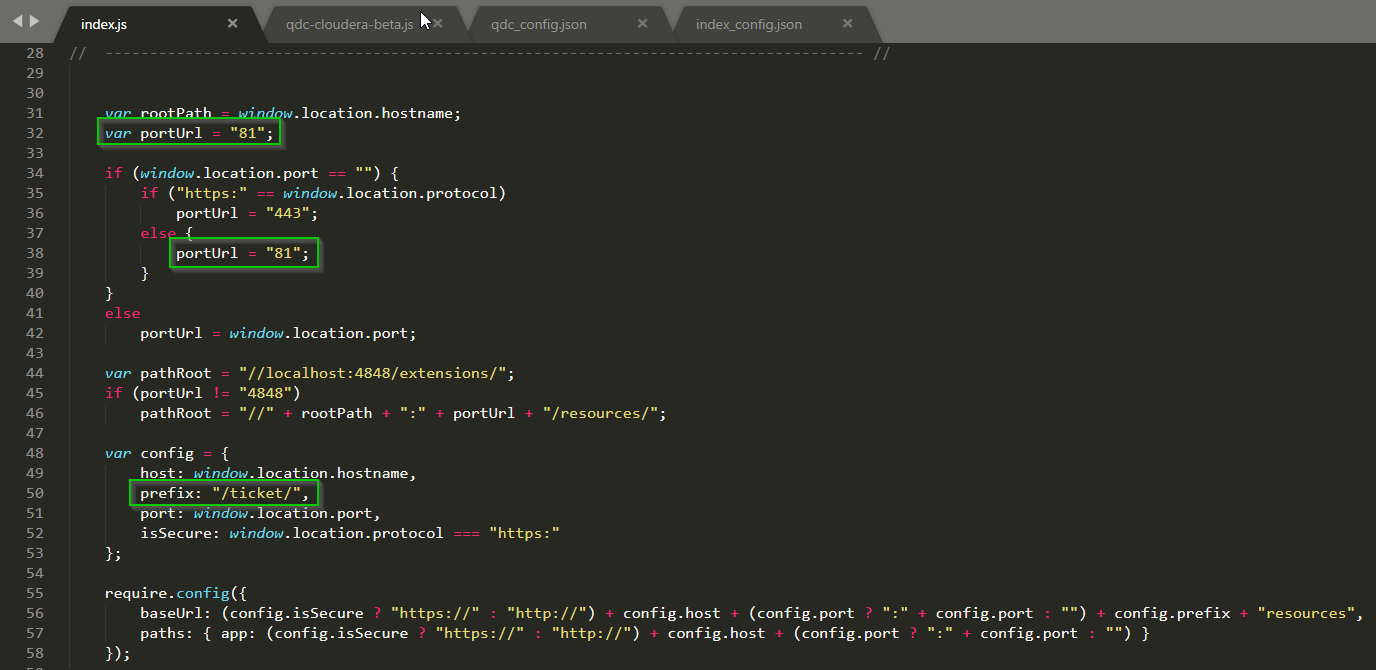 index.js × qdc-cloudera-beta.js × qdc_config.json × index_config.json ×
28 // ------------------------------------------------------------------------------------- //
29
30
31 var rootPath = window.location.hostname;
32 var portUrl = "81";
33
34 if (window.location.port == "") {
35 if ("https:" == window.location.protocol)
36 portUrl = "443";
37 else {
38 portUrl = "81";
39 }
40 }
41 else
42 portUrl = window.location.port;
43
44 var pathRoot = "//localhost:4848/extensions/";
45 if (portUrl != "4848")
46 pathRoot = "//" + rootPath + ":" + portUrl + "/resources/";
47
48 var config = {
49 host: window.location.hostname,
50 prefix: "/ticket/",
51 port: window.location.port,
52 isSecure: window.location.protocol === "https:"
53 };
54
55 require.config({
56 baseUrl: (config.isSecure ? "https://" : "http://") + config.host + (config.port ? ":" + config.port : "") + config.prefix + "resources",
57 paths: { app: (config.isSecure ? "https://" : "http://") + config.host + (config.port ? ":" + config.port : "") }
58 });